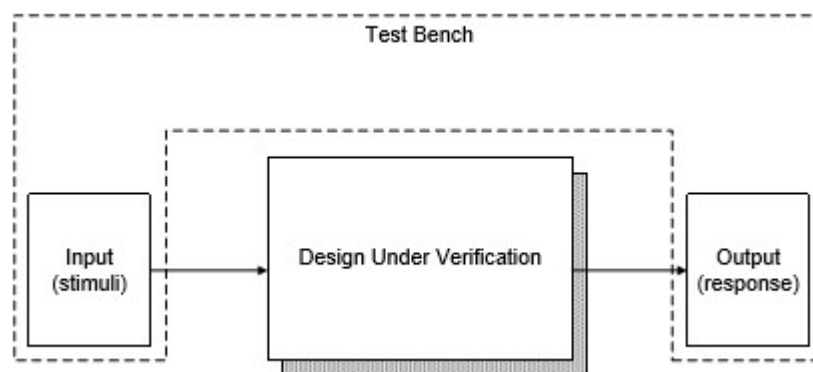 Test Bench
Input
(stimuli)
Design Under Verification
Output
(response)